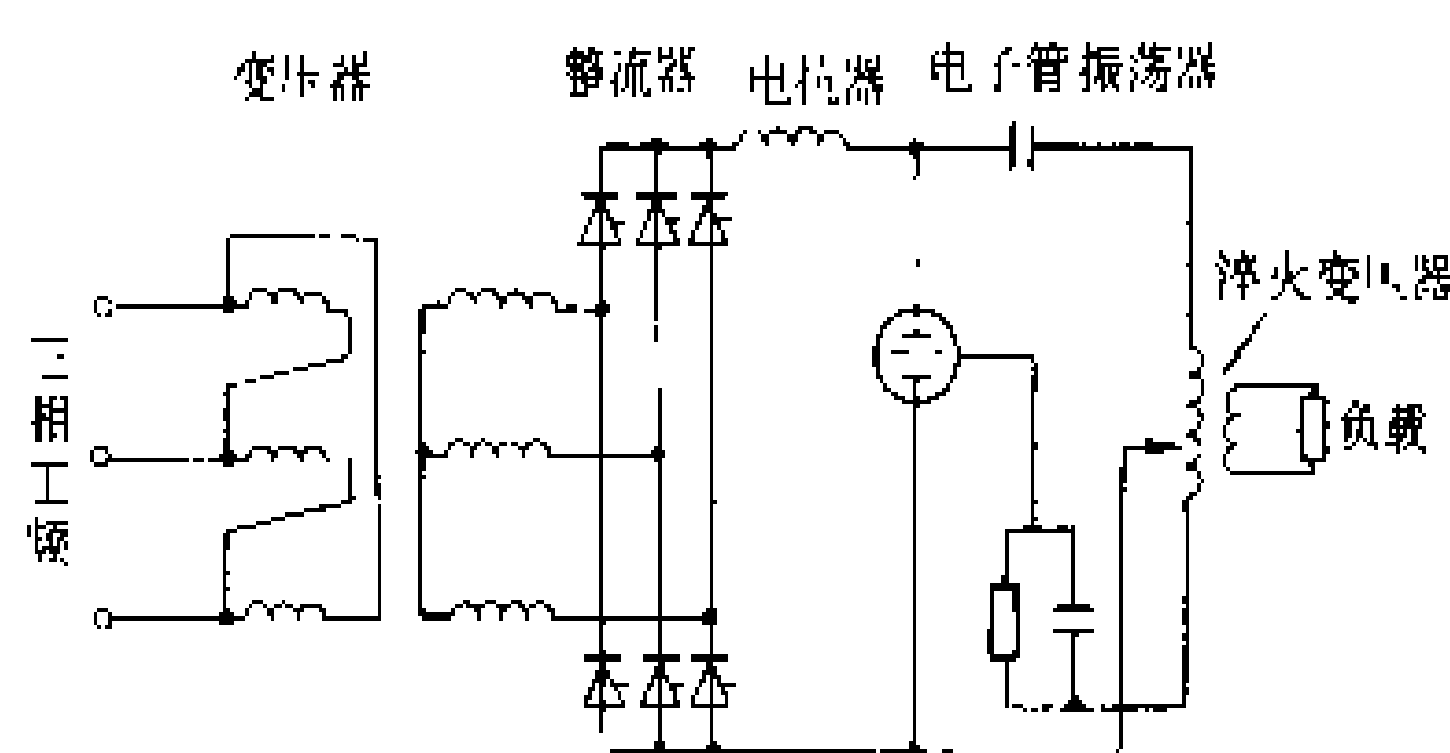 变压器
整流器
电抗器
电子管振荡器
淬火变压器
三相工频
负载